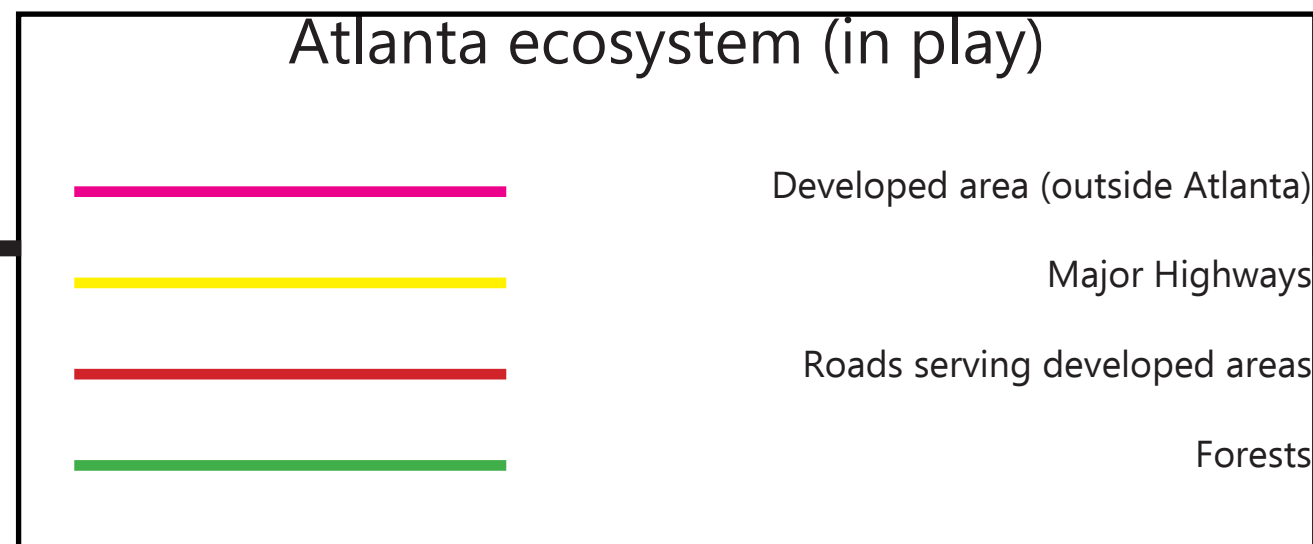 Atlanta ecosystem (in play)
Developed area (outside Atlanta)
Major Highways
Roads serving developed areas
Forests